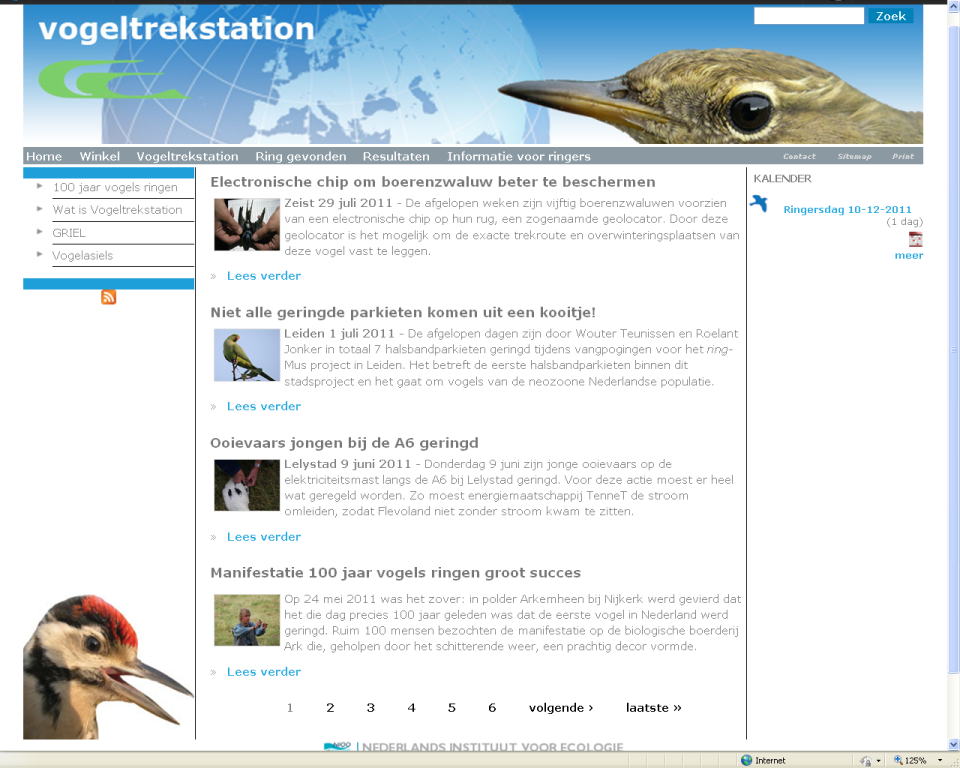 vogeltrekstation
Zoek
Home Winkel Vogeltrekstation Ring gevonden Resultaten Informatie voor ringers Contact Sitemap Print
100 jaar vogels ringen
Wat is Vogeltrekstation
GRIEL
Vogelasiels
Electronische chip om boerenzwaluw beter te beschermen
Zeist 29 juli 2011 - De afgelopen weken zijn vijftig boerenzwaluwen voorzien
van een electronische chip op hun rug, een zogenaamde geolocator. Door deze
geolocator is het mogelijk om de exacte trekroute en overwinteringsplaatsen van
deze vogel vast te leggen.
» Lees verder
Niet alle geringde parkieten komen uit een kooitje!
Leiden 1 juli 2011 - De afgelopen dagen zijn door Wouter Teunissen en Roelant
Jonker in totaal 7 halsbandparkieten geringd tijdens vangpogingen voor het ring-
Mus project in Leiden. Het betreft de eerste halsbandparkieten binnen dit
stadsproject en het gaat om vogels van de neozoone Nederlandse populatie.
» Lees verder
Ooievaars jongen bij de A6 geringd
Lelystad 9 juni 2011 - Donderdag 9 juni zijn jonge ooievaars op de
elektriciteitsmast langs de A6 bij Lelystad geringd. Voor deze actie moest er heel
wat geregeld worden. Zo moest energiemaatschappij TenneT de stroom
omleiden, zodat Flevoland niet zonder stroom kwam te zitten.
» Lees verder
Manifestatie 100 jaar vogels ringen groot succes
Op 24 mei 2011 was het zover: in polder Arkemheen bij Nijkerk werd gevierd dat
het die dag precies 100 jaar geleden was dat de eerste vogel in Nederland werd
geringd. Ruim 100 mensen bezochten de manifestatie op de biologische boerderij
Ark die, geholpen door het schitterende weer, een prachtig decor vormde.
» Lees verder
1 2 3 4 5 6 volgende › laatste »
KALENDER
Ringersdag 10-12-2011
(1 dag)
meer
NEDERLANDS INSTITUUT VOOR ECOLOGIE
Internet 125%